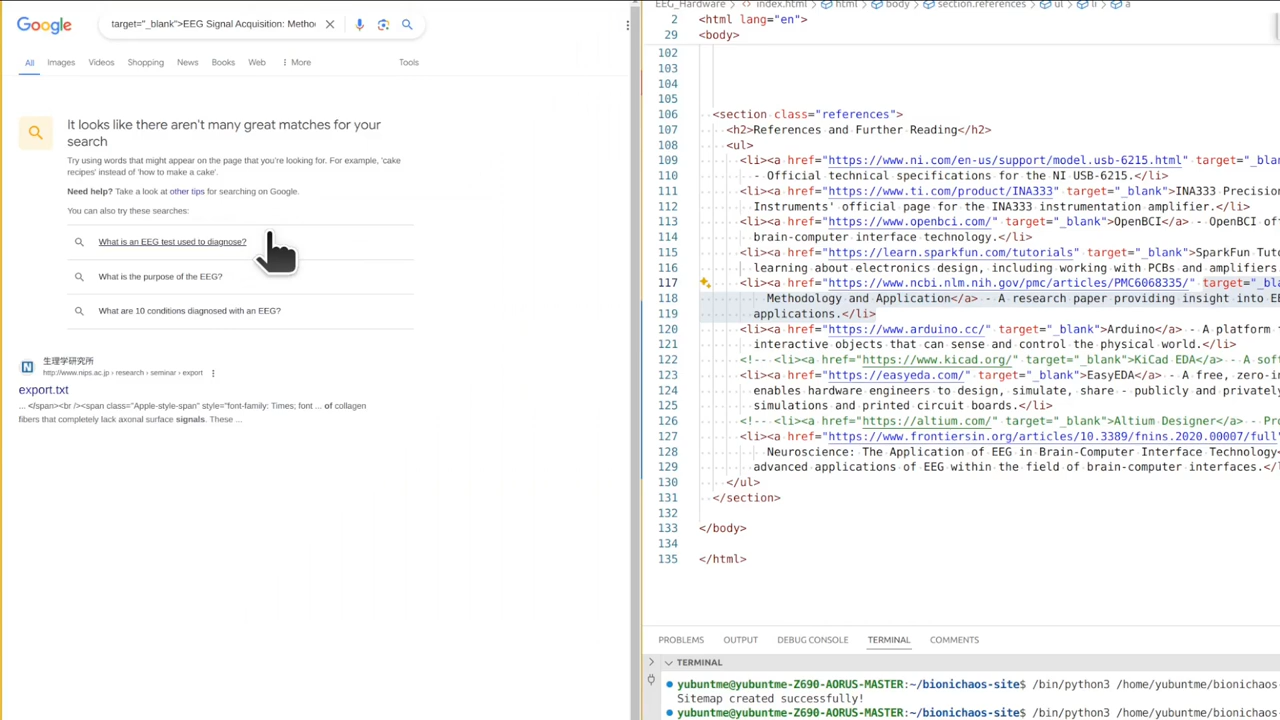 Google
target="_blank">EEG Signal Acquisition: Metho
All Images Videos Shopping News Books Web More Tools
It looks like there aren't many great matches for your
search
Try using words that might appear on the page that you're looking for. For example, 'cake
recipes' instead of 'how to make a cake'.
Need help? Take a look at other tips for searching on Google.
You can also try these searches:
What is an EEG test used to diagnose?
What is the purpose of the EEG?
What are 10 conditions diagnosed with an EEG?
生理学研究所
http://www.nips.ac.jp › research › seminar › export
export.txt
... </span><br /><span class="Apple-style-span" style="font-family: Times; font ... of collagen
fibers that completely lack axonal surface signals. These ...
EEG_Hardware > index.html > html > body > section.references > ul > li > a
2 <html lang="en">
29 <body>
102
103
104
105
106 <section class="references">
107 <h2>References and Further Reading</h2>
108 <ul>
109 <li><a href="https://www.ni.com/en-us/support/model.usb-6215.html" target="_blan
110 - Official technical specifications for the NI USB-6215.</li>
111 <li><a href="https://www.ti.com/product/INA333" target="_blank">INA333 Precision
112 Instruments' official page for the INA333 instrumentation amplifier.</li>
113 <li><a href="https://www.openbci.com/" target="_blank">OpenBCI</a> - OpenBCI of
114 brain-computer interface technology.</li>
115 <li><a href="https://learn.sparkfun.com/tutorials" target="_blank">SparkFun Tuto
116 learning about electronics design, including working with PCBs and amplifiers
117 <li><a href="https://www.ncbi.nlm.nih.gov/pmc/articles/PMC6068335/" target="_bl
118 Methodology and Application</a> - A research paper providing insight into EE
119 applications.</li>
120 <li><a href="https://www.arduino.cc/" target="_blank">Arduino</a> - A platform
121 interactive objects that can sense and control the physical world.</li>
122 <!-- <li><a href="https://www.kicad.org/" target="_blank">KiCad EDA</a> - A sof
123 <li><a href="https://easyeda.com/" target="_blank">EasyEDA</a> - A free, zero-i
124 enables hardware engineers to design, simulate, share - publicly and privately
125 simulations and printed circuit boards.</li>
126 <!-- <li><a href="https://altium.com/" target="_blank">Altium Designer</a> - Pro
127 <li><a href="https://www.frontiersin.org/articles/10.3389/fnins.2020.00007/full"
128 Neuroscience: The Application of EEG in Brain-Computer Interface Technology<
129 advanced applications of EEG within the field of brain-computer interfaces.</
130 </ul>
131 </section>
132
133 </body>
134
135 </html>
PROBLEMS OUTPUT DEBUG CONSOLE TERMINAL COMMENTS
TERMINAL
yubuntme@yubuntme-Z690-AORUS-MASTER:~/bionichaos-site$ /bin/python3 /home/yubuntme/bionichaos-
Sitemap created successfully!
yubuntme@yubuntme-Z690-AORUS-MASTER:~/bionichaos-site$ /bin/python3 /home/yubuntme/bionichaos-